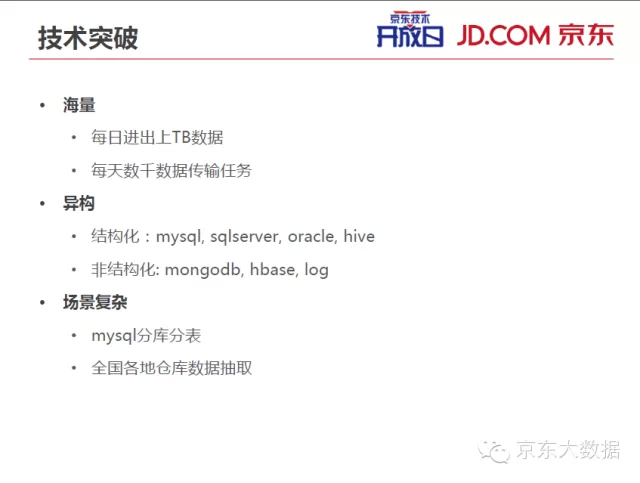 技术突破
京东技术
开放日
JD.COM 京东
• 海量
• 每日进出上TB数据
• 每天数千数据传输任务
• 异构
• 结构化：mysql, sqlserver, oracle, hive
• 非结构化: mongodb, hbase, log
• 场景复杂
• mysql分库分表
• 全国各地仓库数据抽取
京东大数据